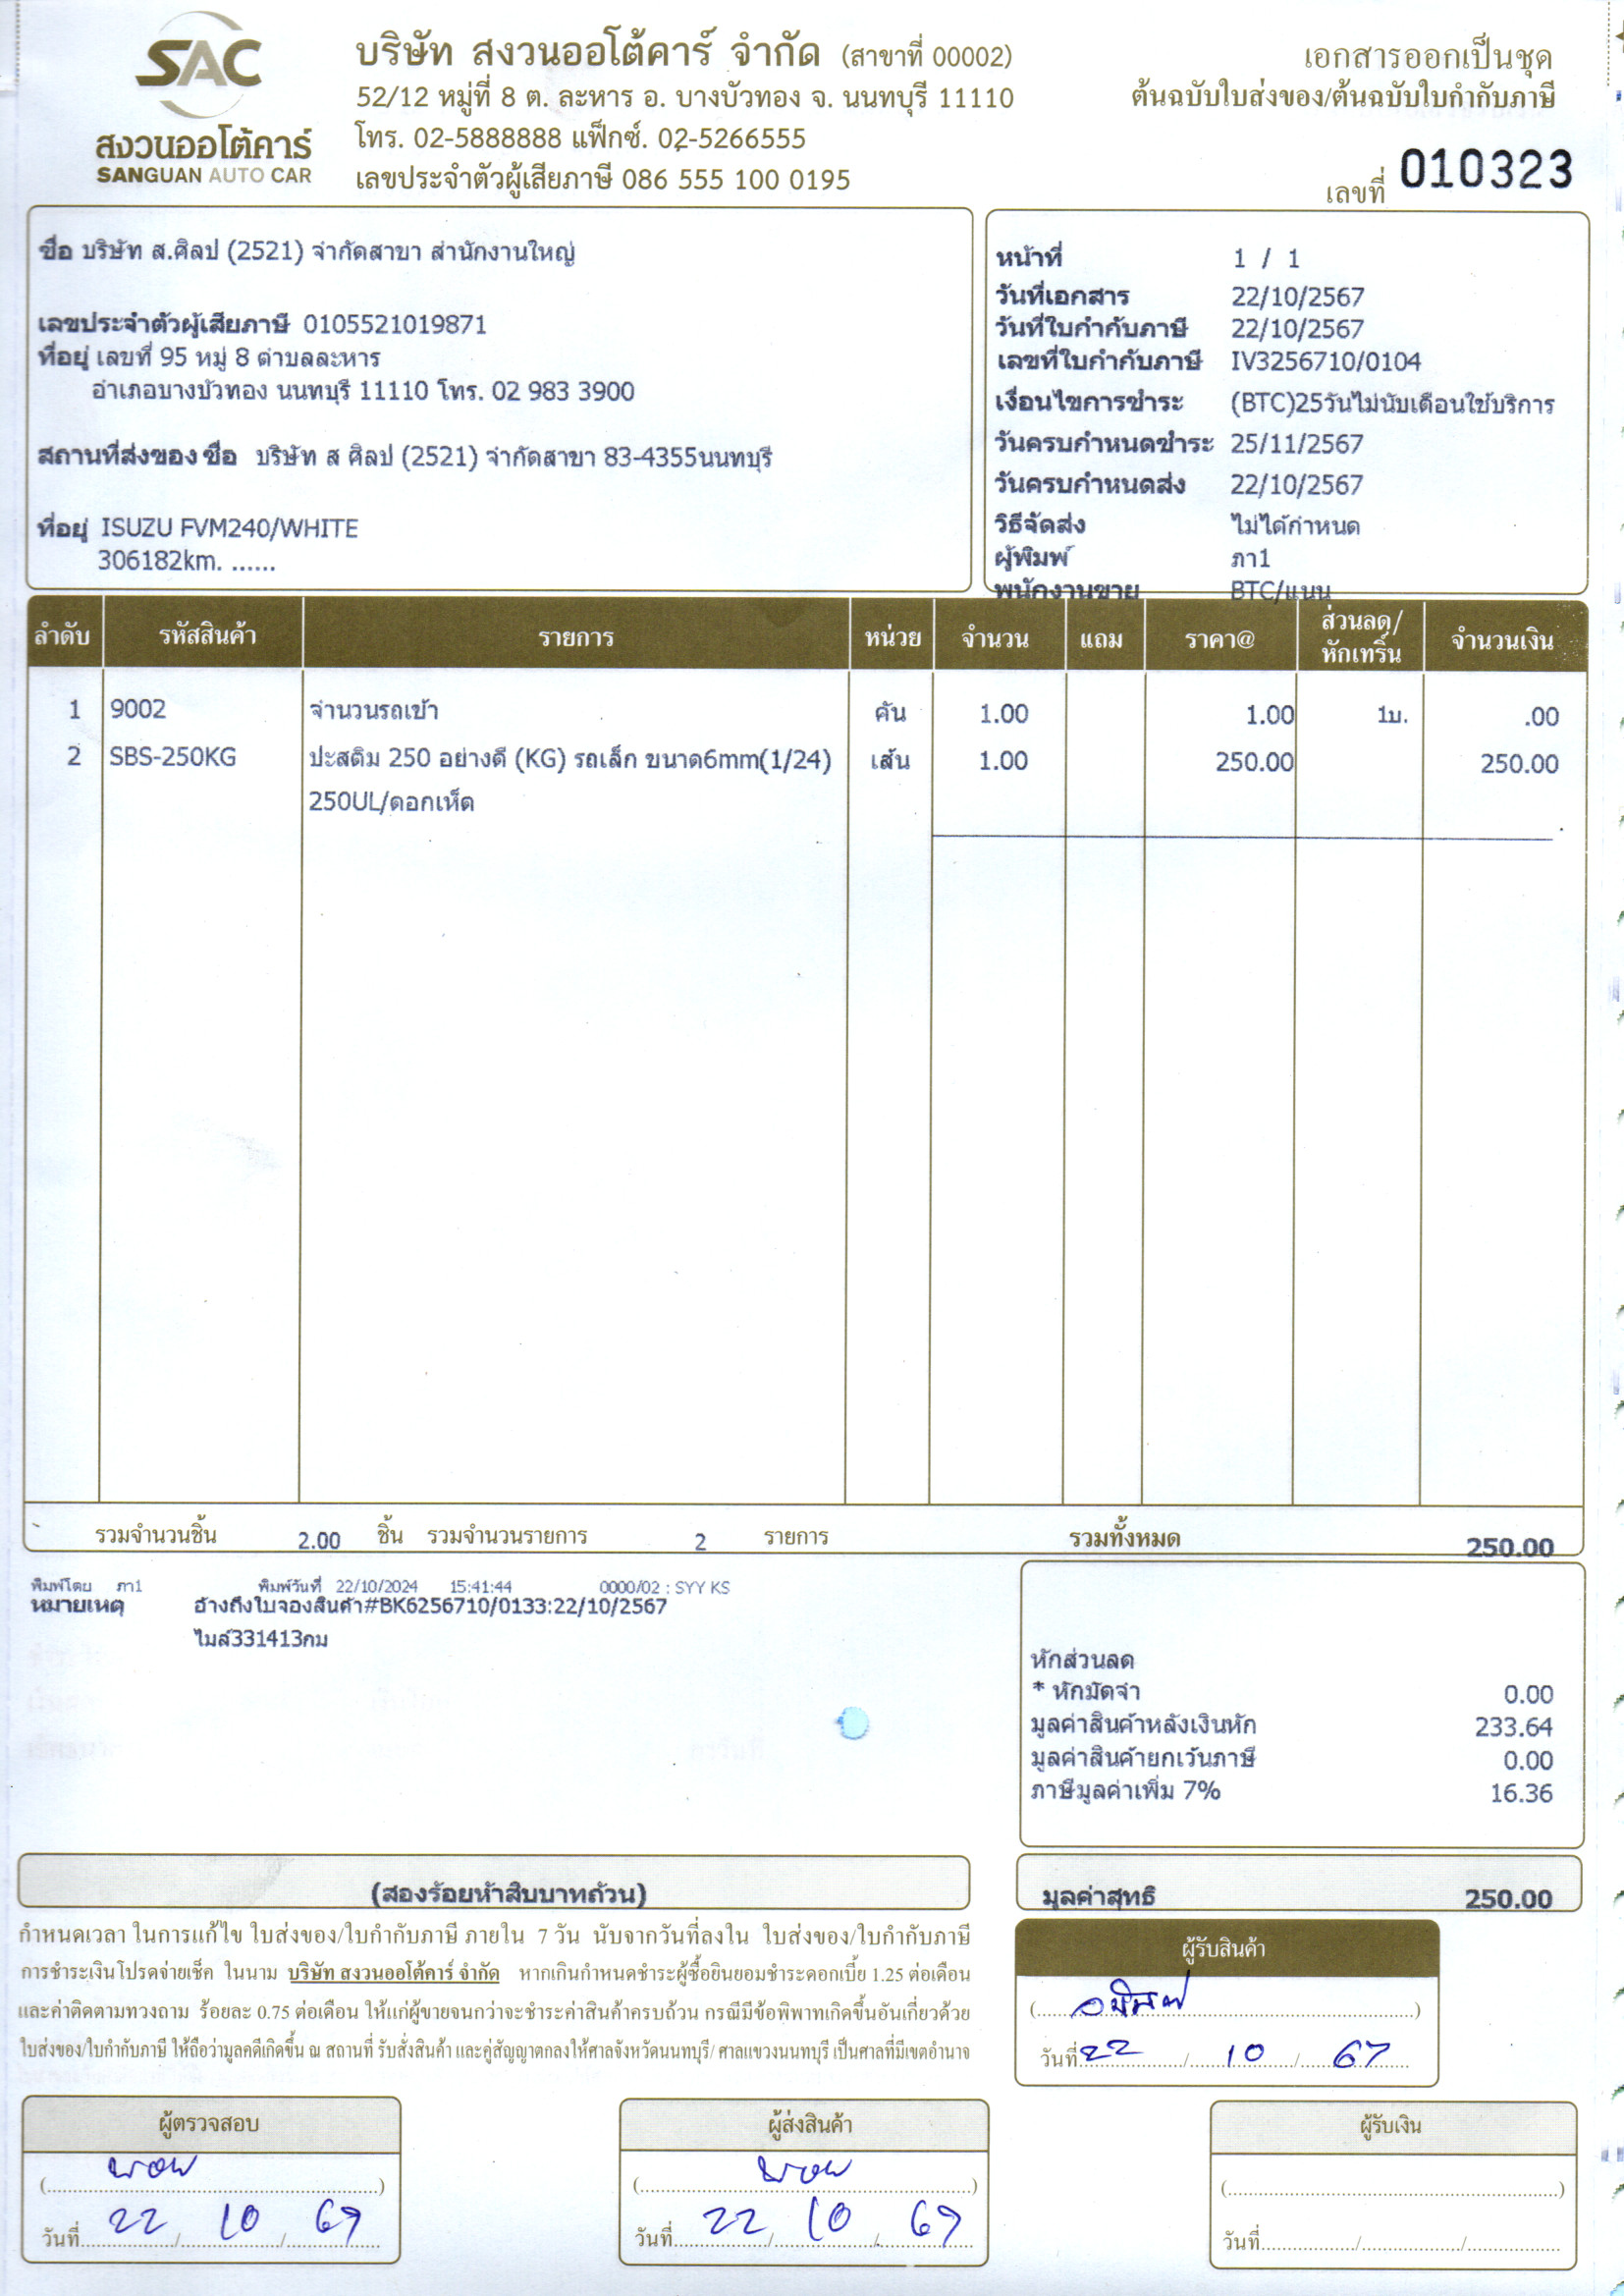 SAC
สงวนออโต้คาร์
SANGUAN AUTO CAR
บริษัท สงวนออโต้คาร์ จำกัด (สาขาที่ 00002)
52/12 หมู่ที่ 8 ต. ละหาร อ. บางบัวทอง จ. นนทบุรี 11110
โทร. 02-5888888 แฟ็กซ์. 02-5266555
เลขประจำตัวผู้เสียภาษี 086 555 100 0195
เอกสารออกเป็นชุด
ต้นฉบับใบส่งของ/ต้นฉบับใบกำกับภาษี
เลขที่ 010323
ชื่อ บริษัท ส.ศิลป (2521) จำกัดสาขา สำนักงานใหญ่
เลขประจำตัวผู้เสียภาษี 0105521019871
ที่อยู่ เลขที่ 95 หมู่ 8 ตำบลละหาร
อำเภอบางบัวทอง นนทบุรี 11110 โทร. 02 983 3900
สถานที่ส่งของ ชื่อ บริษัท ส ศิลป (2521) จำกัดสาขา 83-4355นนทบุรี
ที่อยู่ ISUZU FVM240/WHITE
306182km. ......
หน้าที่ 1 / 1
วันที่เอกสาร 22/10/2567
วันที่ใบกำกับภาษี 22/10/2567
เลขที่ใบกำกับภาษี IV3256710/0104
เงื่อนไขการชำระ (BTC)25วันไม่นับเดือนใช้บริการ
วันครบกำหนดชำระ 25/11/2567
วันครบกำหนดส่ง 22/10/2567
วิธีจัดส่ง ไม่ได้กำหนด
ผู้พิมพ์ ภา1
พนักงานขาย BTC/แนน
ลำดับ รหัสสินค้า รายการ หน่วย จำนวน แถม ราคา@ ส่วนลด/หักเทริ์น จำนวนเงิน
1 9002 จำนวนรถเข้า คัน 1.00 1.00 1บ. .00
2 SBS-250KG ปะสตีม 250 อย่างดี (KG) รถเล็ก ขนาด6mm(1/24) เส้น 1.00 250.00 250.00
250UL/ดอกเห็ด
รวมจำนวนชิ้น 2.00 ชิ้น รวมจำนวนรายการ 2 รายการ รวมทั้งหมด 250.00
พิมพ์โดย ภา1 พิมพ์วันที่ 22/10/2024 15:41:44 0000/02 : SYY KS
หมายเหตุ อ้างถึงใบจองสินค้า#BK6256710/0133:22/10/2567
ไมล์331413กม
หักส่วนลด
* หักมัดจำ 0.00
มูลค่าสินค้าหลังเงินหัก 233.64
มูลค่าสินค้ายกเว้นภาษี 0.00
ภาษีมูลค่าเพิ่ม 7% 16.36
(สองร้อยห้าสิบบาทถ้วน)
มูลค่าสุทธิ 250.00
กำหนดเวลา ในการแก้ไข ใบส่งของ/ใบกำกับภาษี ภายใน 7 วัน นับจากวันที่ลงใน ใบส่งของ/ใบกำกับภาษี
การชำระเงินโปรดจ่ายเช็ค ในนาม บริษัท สงวนออโต้คาร์ จำกัด หากเกินกำหนดชำระผู้ซื้อยินยอมชำระดอกเบี้ย 1.25 ต่อเดือน
และค่าติดตามทวงถาม ร้อยละ 0.75 ต่อเดือน ให้แก่ผู้ขายจนกว่าจะชำระค่าสินค้าครบถ้วน กรณีมีข้อพิพาทเกิดขึ้นอันเกี่ยวด้วย
ใบส่งของ/ใบกำกับภาษี ให้ถือว่ามูลคดีเกิดขึ้น ณ สถานที่ รับสั่งสินค้า และคู่สัญญาตกลงให้ศาลจังหวัดนนทบุรี/ ศาลแขวงนนทบุรี เป็นศาลที่มีเขตอำนาจ
ผู้รับสินค้า
วันที่ 22 / 10 / 67
ผู้ตรวจสอบ
วันที่ 22 / 10 / 67
ผู้ส่งสินค้า
วันที่ 22 / 10 / 67
ผู้รับเงิน
วันที่ / /